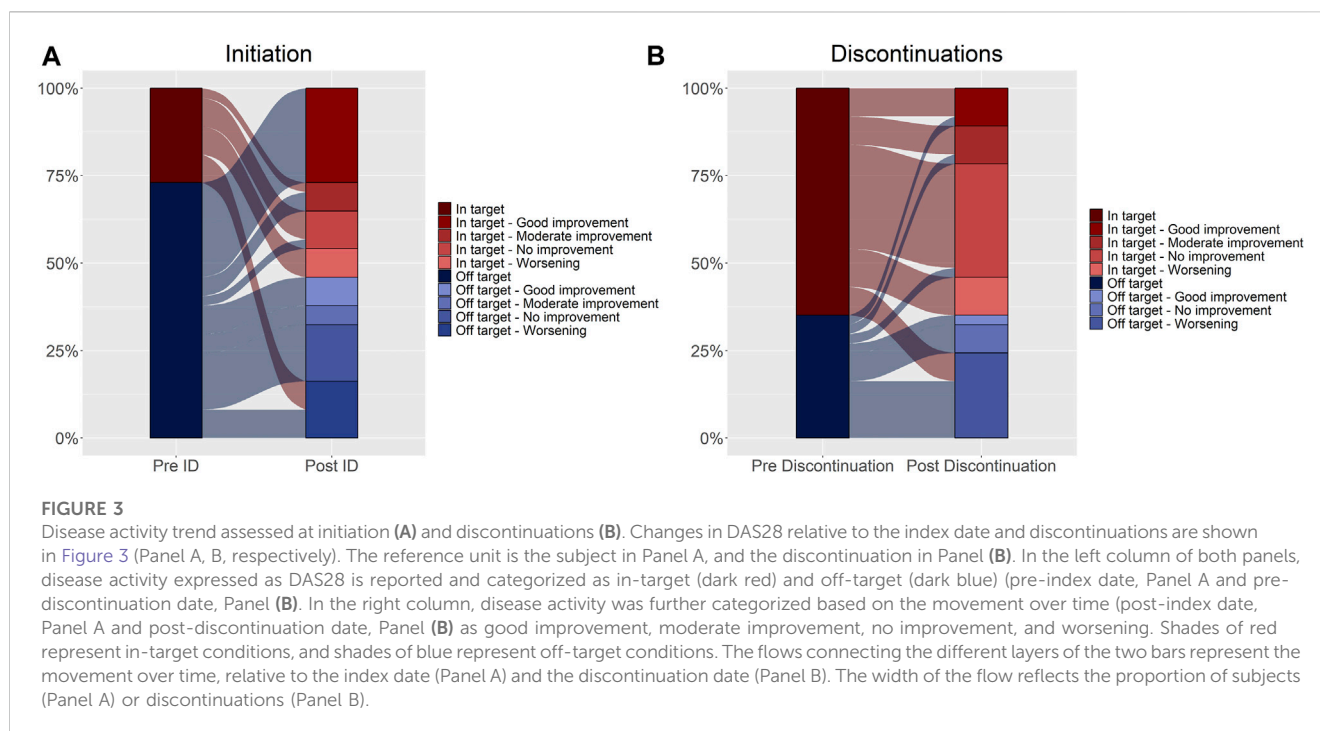 A
Initiation
100%
75%
50%
25%
0%
Pre ID
Post ID
In target
In target - Good improvement
In target - Moderate improvement
In target - No improvement
In target - Worsening
Off target
Off target - Good improvement
Off target - Moderate improvement
Off target - No improvement
Off target - Worsening
B
Discontinuations
100%
75%
50%
25%
0%
Pre Discontinuation
Post Discontinuation
In target
In target - Good improvement
In target - Moderate improvement
In target - No improvement
In target - Worsening
Off target
Off target - Good improvement
Off target - No improvement
Off target - Worsening
FIGURE 3
Disease activity trend assessed at initiation (A) and discontinuations (B). Changes in DAS28 relative to the index date and discontinuations are shown
in Figure 3 (Panel A, B, respectively). The reference unit is the subject in Panel A, and the discontinuation in Panel (B). In the left column of both panels,
disease activity expressed as DAS28 is reported and categorized as in-target (dark red) and off-target (dark blue) (pre-index date, Panel A and pre-
discontinuation date, Panel (B). In the right column, disease activity was further categorized based on the movement over time (post-index date,
Panel A and post-discontinuation date, Panel (B) as good improvement, moderate improvement, no improvement, and worsening. Shades of red
represent in-target conditions, and shades of blue represent off-target conditions. The flows connecting the different layers of the two bars represent the
movement over time, relative to the index date (Panel A) and the discontinuation date (Panel B). The width of the flow reflects the proportion of subjects
(Panel A) or discontinuations (Panel B).